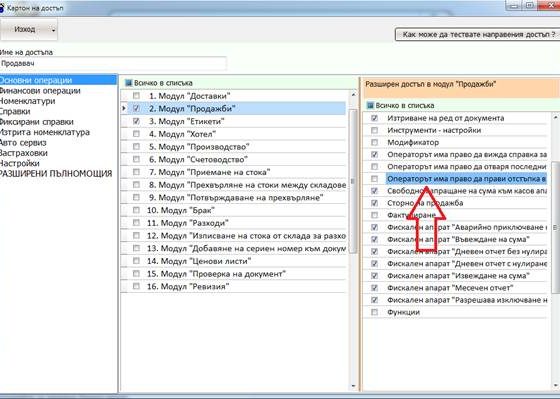 Картон на достъп
Изход
Как може да тествате направения достъп ?
Име на достъпа
Продавач
Основни операции
Финансови операции
Номенклатури
Справки
Фиксирани справки
Изтрита номенклатура
Авто сервиз
Застраховки
Настройки
РАЗШИРЕНИ ПЪЛНОМОЩИЯ
Всичко в списъка
1. Модул "Доставки"
2. Модул "Продажби"
3. Модул "Етикети"
4. Модул "Хотел"
5. Модул "Производство"
6. Модул "Счетоводство"
7. Модул "Приемане на стока"
8. Модул "Прехвърляне на стоки между складове
9. Модул "Потвърждаване на прехвърляне"
10. Модул "Брак"
11. Модул "Разходи"
12. Модул "Изписване на стока от склада за разхо
13. Модул "Добавяне на сериен номер към докум
14. Модул "Ценови листи"
15. Модул "Проверка на документ"
16. Модул "Ревизия"
Разширен достъп в модул "Продажби"
Всичко в списъка
Изтриване на ред от документа
Инструменти - настройки
Модификатор
Операторът има право да вижда справка за
Операторът има право да отваря последни
Операторът има право да прави отстъпка в
Свободно запращане на сума към касов апа
Сторно на продажба
Фактуриране
Фискален апарат "Аварийно приключване н
Фискален апарат "Въвеждане на сума"
Фискален апарат "Дневен отчет без нулира
Фискален апарат "Дневен отчет с нулиране
Фискален апарат "Извеждане на сума"
Фискален апарат "Месечен отчет"
Фискален апарат "Разрешава изключване н
Функции